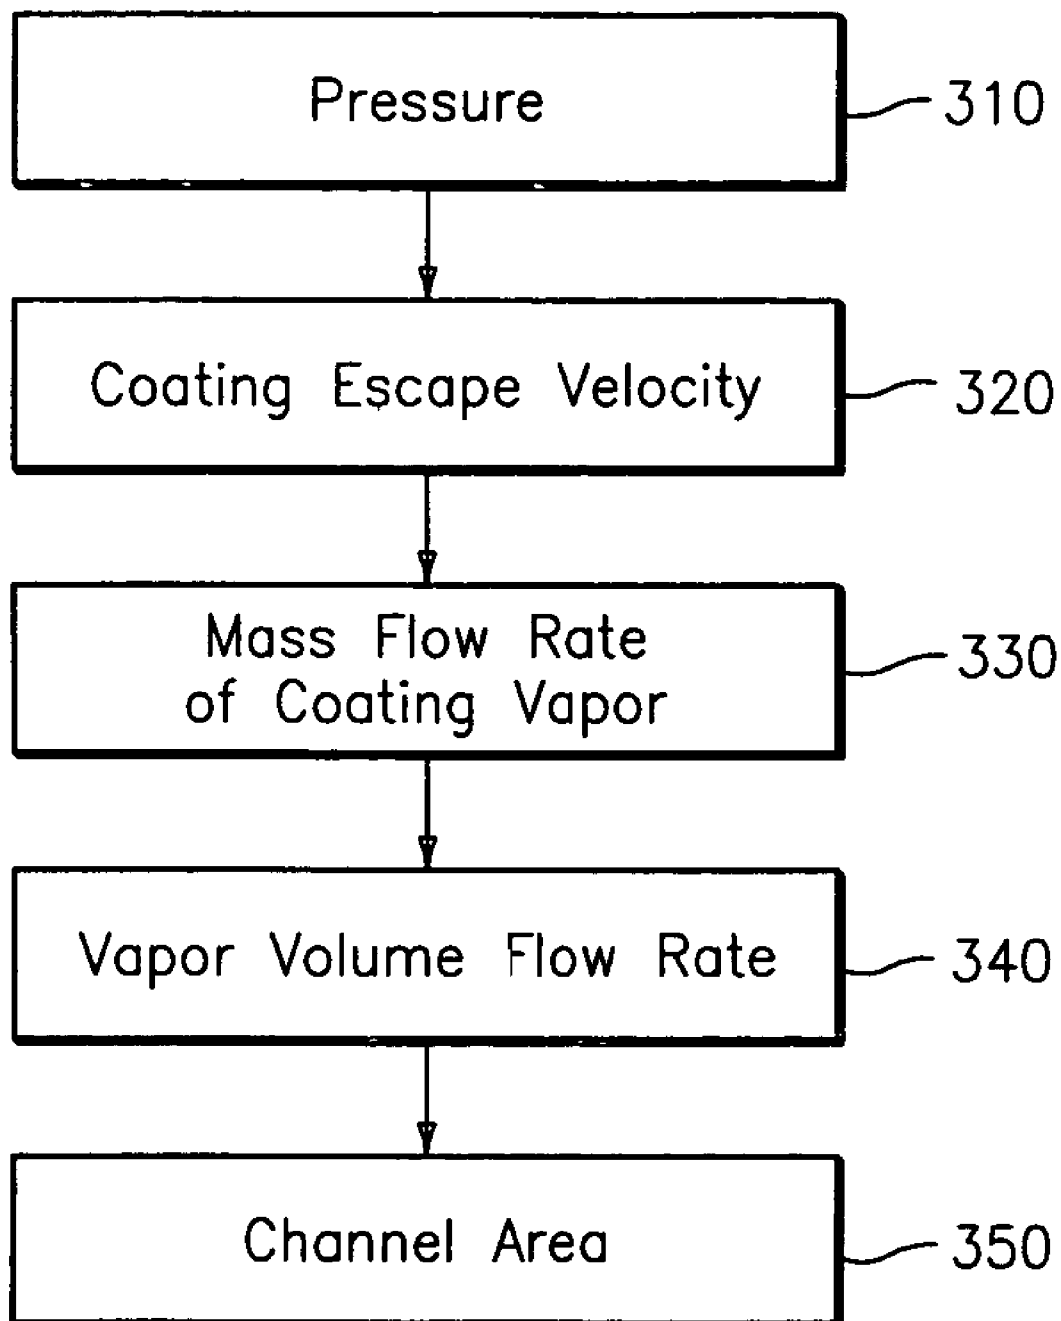 Pressure
310
Coating Escape Velocity
320
Mass Flow Rate
of Coating Vapor
330
Vapor Volume Flow Rate
340
Channel Area
350